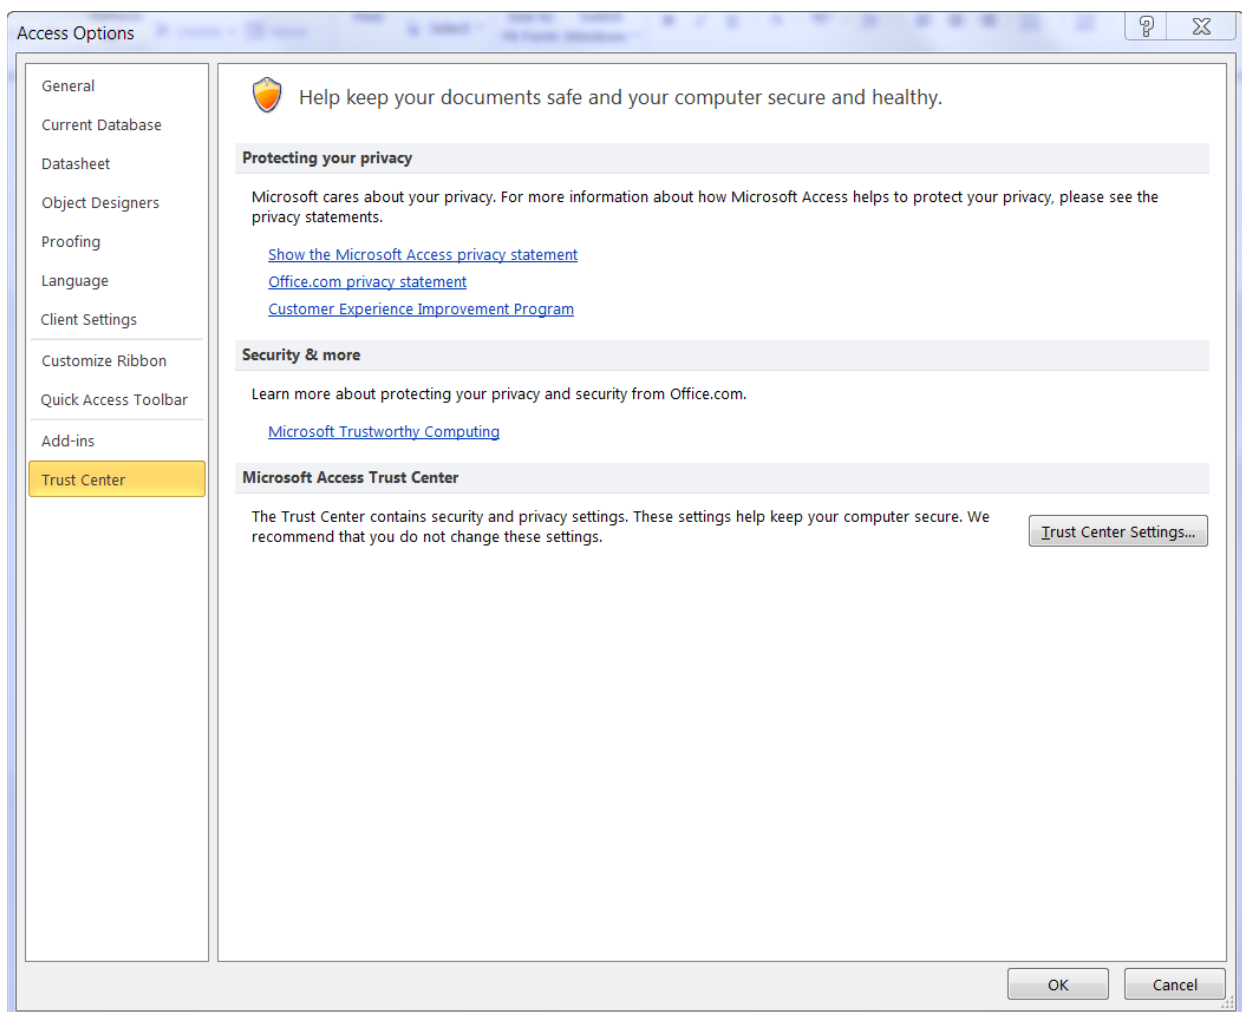 Access Options
General
Current Database
Datasheet
Object Designers
Proofing
Language
Client Settings
Customize Ribbon
Quick Access Toolbar
Add-ins
Trust Center
Help keep your documents safe and your computer secure and healthy.
Protecting your privacy
Microsoft cares about your privacy. For more information about how Microsoft Access helps to protect your privacy, please see the
privacy statements.
Show the Microsoft Access privacy statement
Office.com privacy statement
Customer Experience Improvement Program
Security & more
Learn more about protecting your privacy and security from Office.com.
Microsoft Trustworthy Computing
Microsoft Access Trust Center
The Trust Center contains security and privacy settings. These settings help keep your computer secure. We
recommend that you do not change these settings.
Trust Center Settings...
OK
Cancel